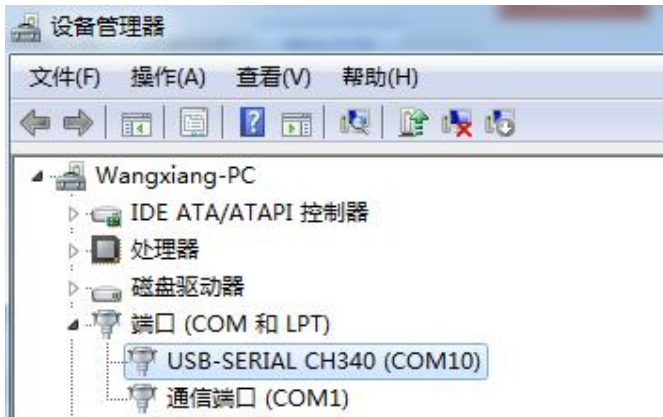 设备管理器
文件(F) 操作(A) 查看(V) 帮助(H)
Wangxiang-PC
IDE ATA/ATAPI 控制器
处理器
磁盘驱动器
端口 (COM 和 LPT)
USB-SERIAL CH340 (COM10)
通信端口 (COM1)